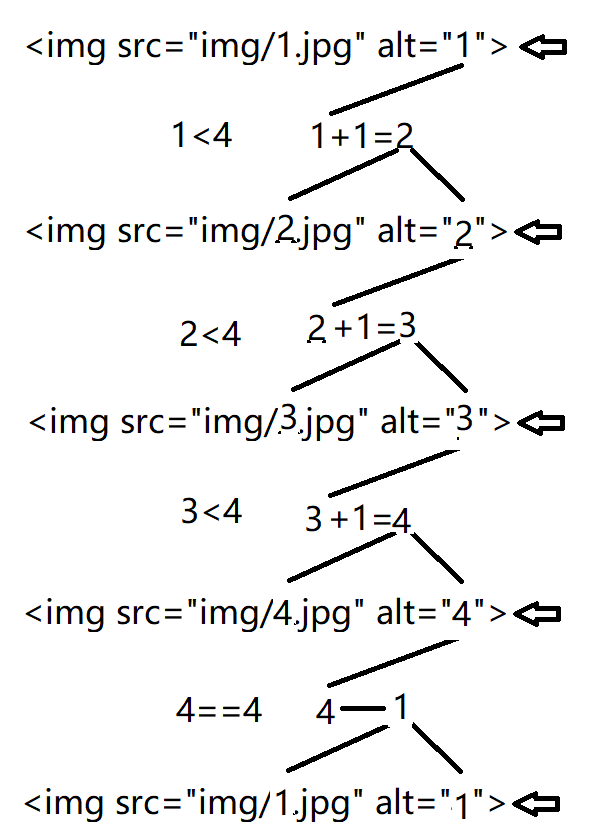 <img src="img/1.jpg" alt="1">
1<4 1+1=2
<img src="img/2.jpg" alt="2">
2<4 2+1=3
<img src="img/3.jpg" alt="3">
3<4 3+1=4
<img src="img/4.jpg" alt="4">
4==4 4—1
<img src="img/1.jpg" alt="1">